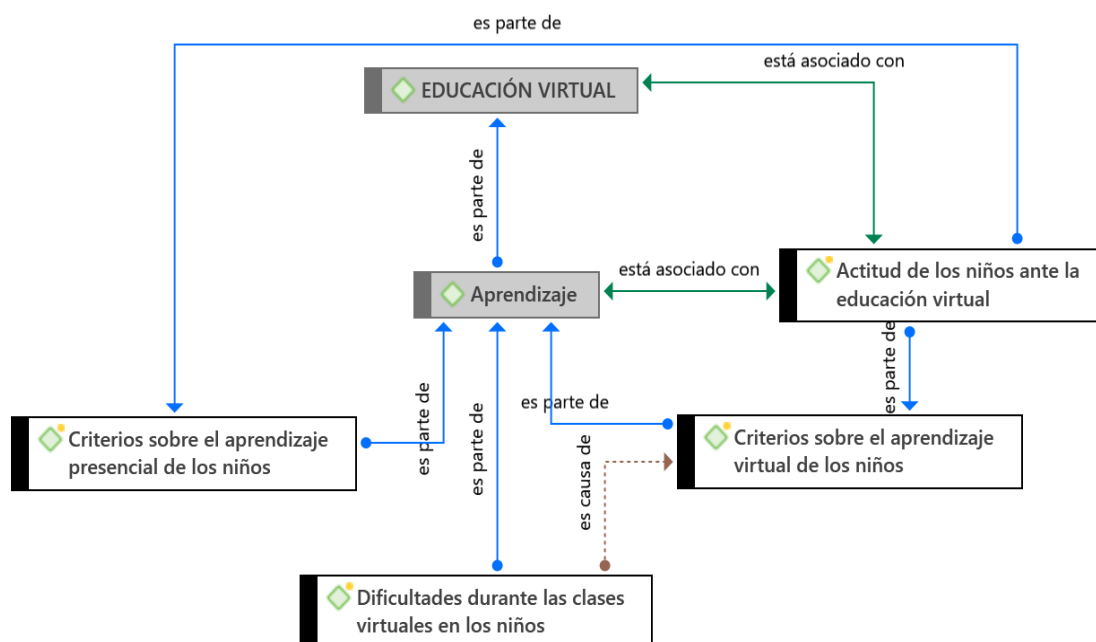 es parte de
está asociado con
EDUCACIÓN VIRTUAL
es parte de
está asociado con
Actitud de los niños ante la
educación virtual
Aprendizaje
es parte de
es parte de
es parte de
es parte de
Criterios sobre el aprendizaje
presencial de los niños
Criterios sobre el aprendizaje
virtual de los niños
es causa de
Dificultades durante las clases
virtuales en los niños